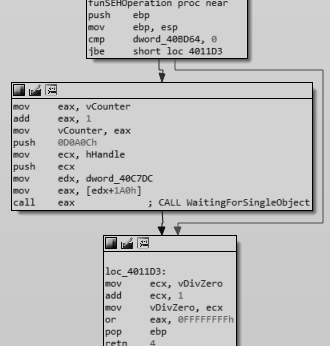 funSEHOperation proc near
push ebp
mov ebp, esp
cmp dword_40BD64, 0
jbe short loc_4011D3
mov eax, vCounter
add eax, 1
mov vCounter, eax
push 0D0A0Ch
mov ecx, hHandle
push ecx
mov edx, dword_40C7DC
mov eax, [edx+1A0h]
call eax ; CALL WaitingForSingleObject
loc_4011D3:
mov ecx, vDivZero
add ecx, 1
mov vDivZero, ecx
or eax, 0FFFFFFFFh
pop ebp
retn 4